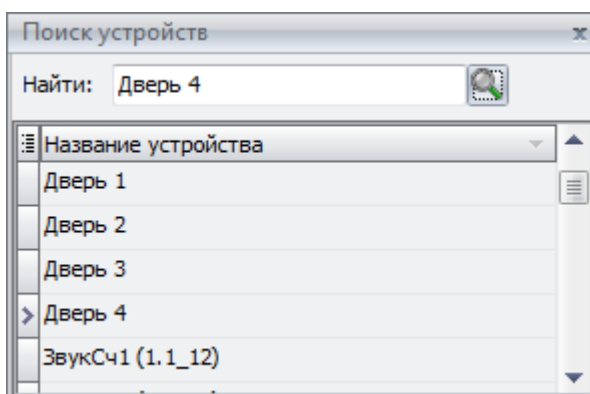 Поиск устройств
Найти: Дверь 4
Название устройства
Дверь 1
Дверь 2
Дверь 3
Дверь 4
ЗвукСч1 (1.1_12)